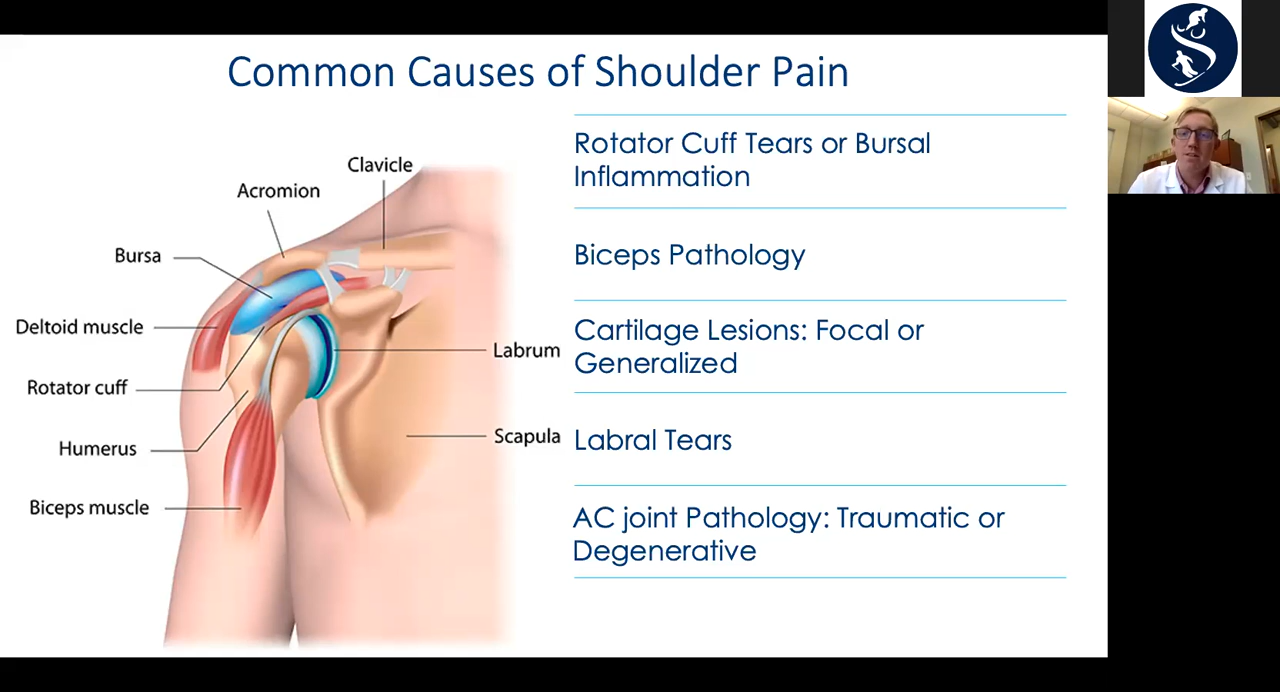 Common Causes of Shoulder Pain
Clavicle
Acromion
Bursa
Deltoid muscle
Rotator cuff
Humerus
Biceps muscle
Labrum
Scapula
Rotator Cuff Tears or Bursal
Inflammation
Biceps Pathology
Cartilage Lesions: Focal or
Generalized
Labral Tears
AC joint Pathology: Traumatic or
Degenerative